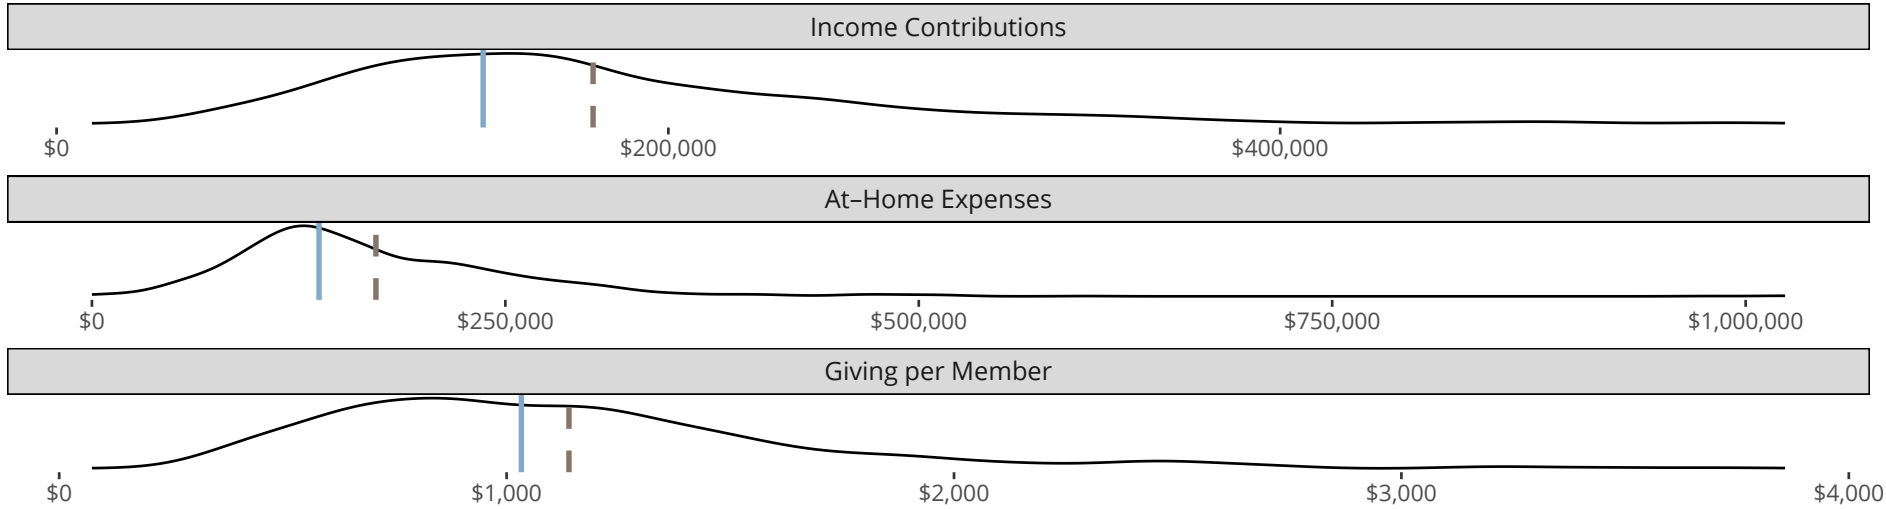 Income Contributions
$0 $200,000 $400,000
At–Home Expenses
$0 $250,000 $500,000 $750,000 $1,000,000
Giving per Member
$0 $1,000 $2,000 $3,000 $4,000